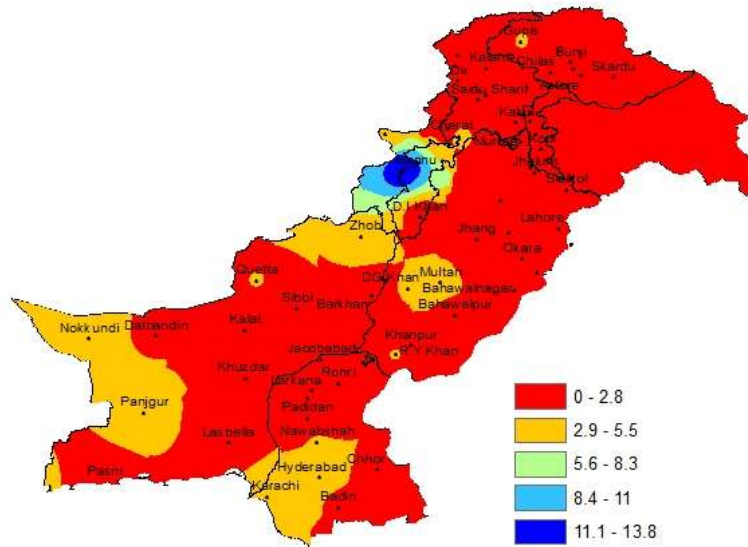 Gupa
Kalam
Chilas
Bunji
Skardu
Dir
Astore
Saidu Sharif
Kakul
Cherat
Kotli
Jhelum
Sialkot
D.I Khan
Zhob
Jhang
Lahore
Okara
Quetta
DG Khan
Multan
Bahawalnagar
Sibbi
Barkhan
Bahawalpur
Nokkundi
Dalbandin
Kalat
Khanpur
Jacobabad
R Y Khan
Khuzdar
Larkana
Rohri
0 - 2.8
Panjgur
Padidan
2.9 - 5.5
Lasbella
Nawabshah
5.6 - 8.3
Pasni
Hyderabad
Chhor
8.4 - 11
Karachi
Badin
11.1 - 13.8